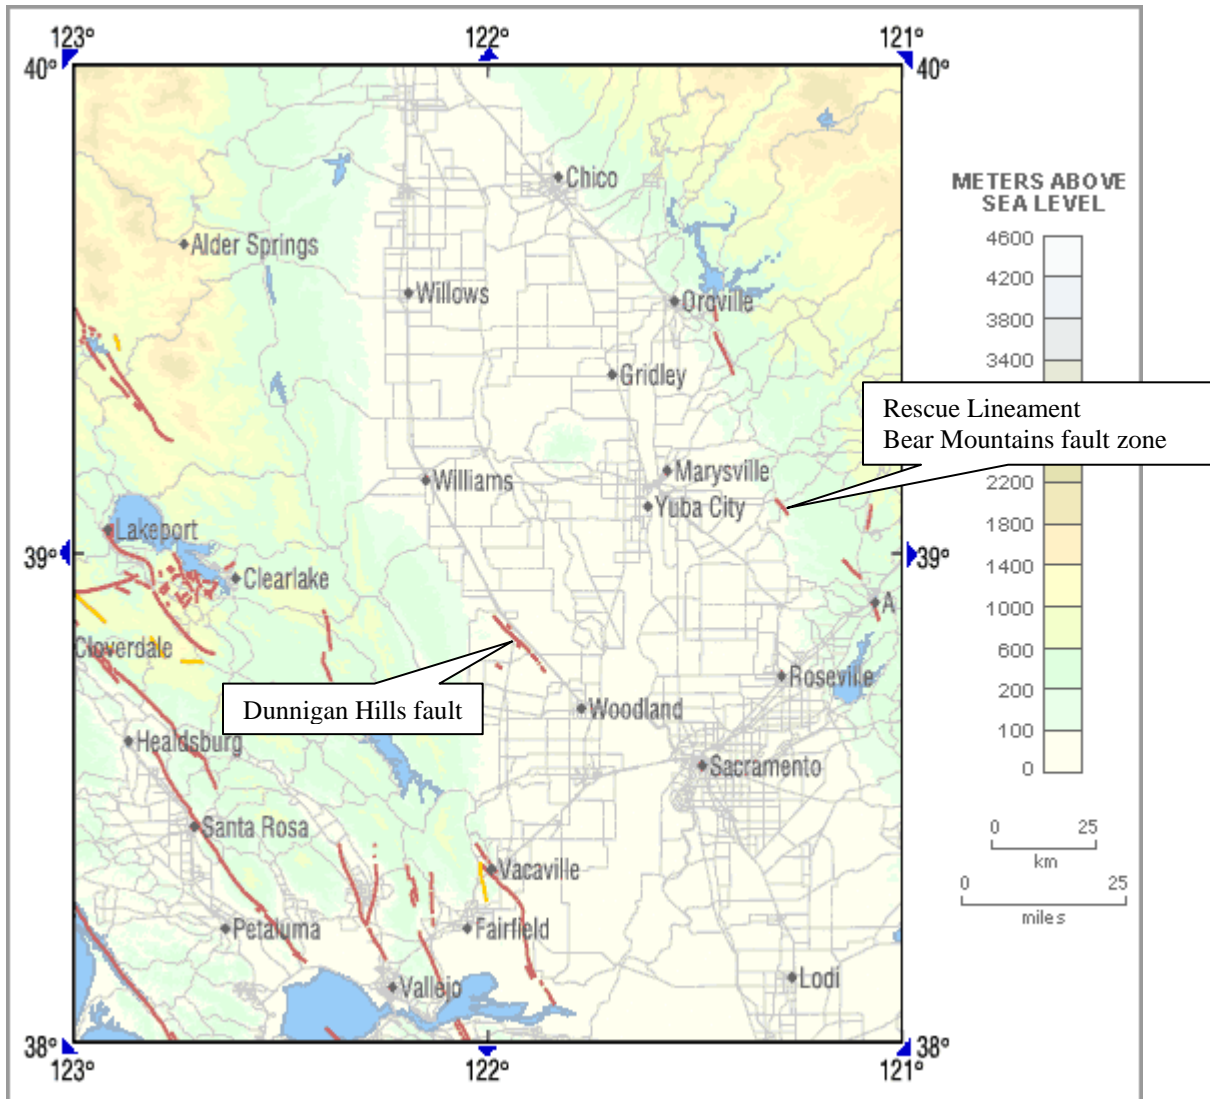 123°
122°
121°
40°
40°
Chico
METERS ABOVE
SEA LEVEL
4600
Alder Springs
4200
Willows
Oroville
3800
3400
Gridley
Rescue Lineament
Bear Mountains fault zone
Marysville
Williams
2200
Yuba City
1800
Lakeport
39°
39°
1400
Clearlake
A
1000
Cloverdale
600
Roseville
200
Dunnigan Hills fault
Woodland
100
Healdsburg
Sacramento
0
Santa Rosa
0 25
km
Vacaville
0 25
miles
Petaluma
Fairfield
Lodi
Vallejo
38°
38°
123°
122°
121°